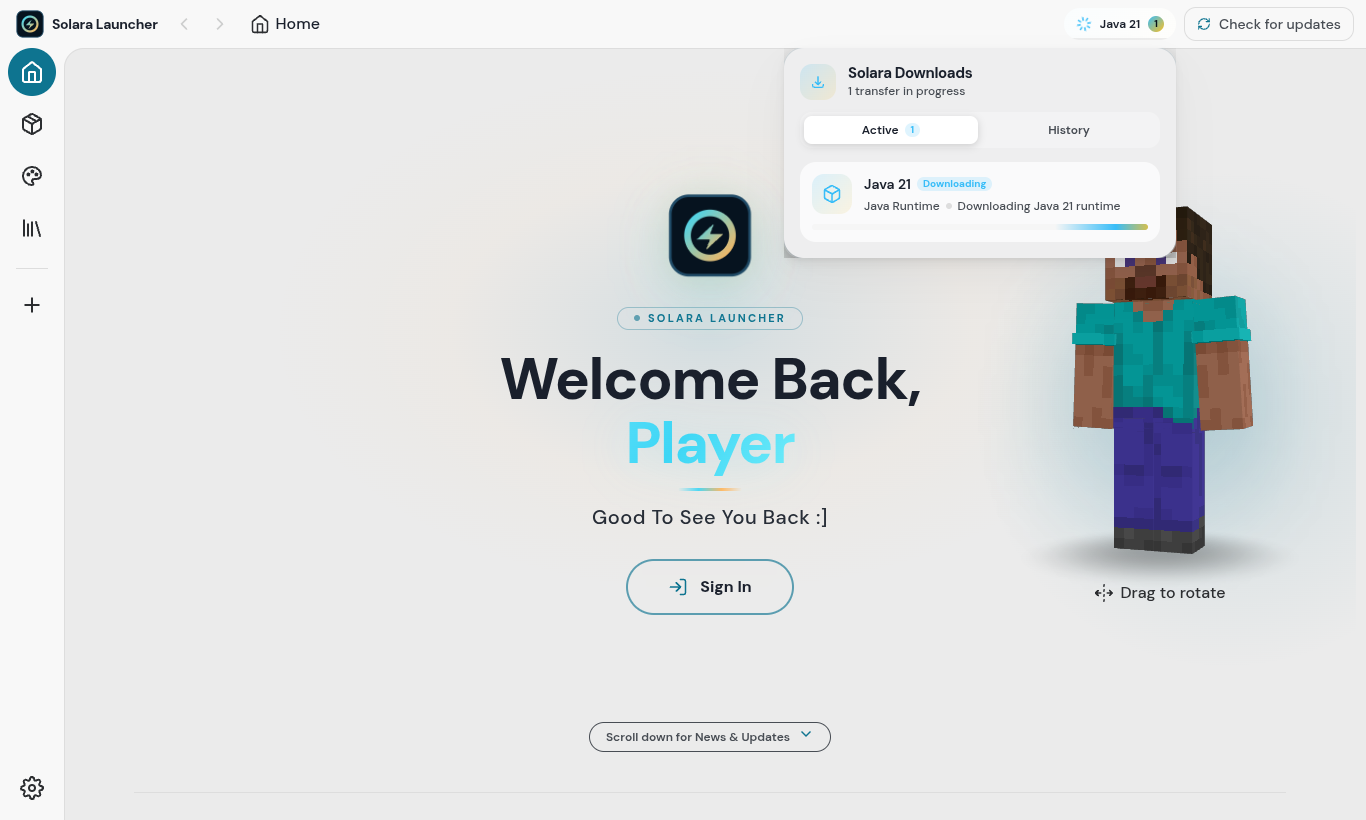 Solara Launcher
Home
Java 21
1
Check for updates
Solara Downloads
1 transfer in progress
Active 1
History
Java 21 Downloading
Java Runtime • Downloading Java 21 runtime
SOLARA LAUNCHER
Welcome Back,
Player
Good To See You Back :]
Sign In
Drag to rotate
Scroll down for News & Updates